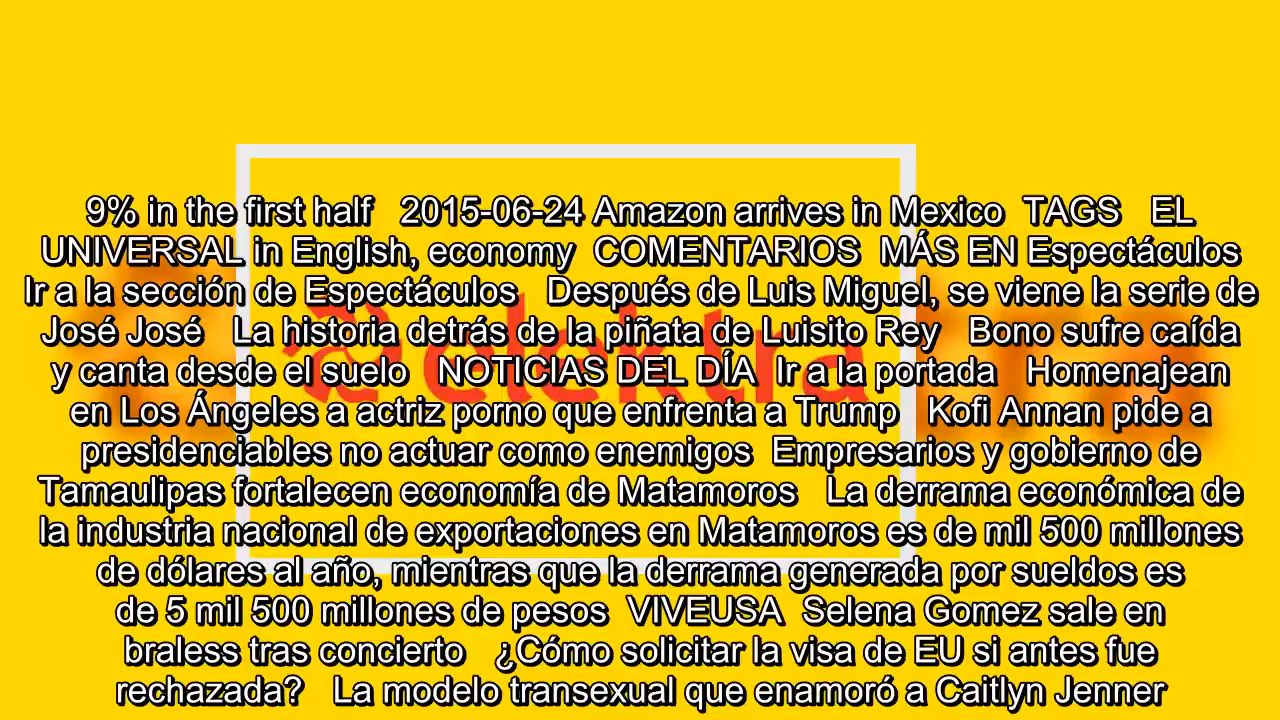 9% in the first half 2015-06-24 Amazon arrives in Mexico TAGS EL
UNIVERSAL in English, economy COMENTARIOS MÁS EN Espectáculos
Ir a la sección de Espectáculos Después de Luis Miguel, se viene la serie de
José José La historia detrás de la piñata de Luisito Rey Bono sufre caída
y canta desde el suelo NOTICIAS DEL DÍA Ir a la portada Homenajean
en Los Ángeles a actriz porno que enfrenta a Trump Kofi Annan pide a
presidenciables no actuar como enemigos Empresarios y gobierno de
Tamaulipas fortalecen economía de Matamoros La derrama económica de
la industria nacional de exportaciones en Matamoros es de mil 500 millones
de dólares al año, mientras que la derrama generada por sueldos es
de 5 mil 500 millones de pesos VIVEUSA Selena Gomez sale en
braless tras concierto ¿Cómo solicitar la visa de EU si antes fue
rechazada? La modelo transexual que enamoró a Caitlyn Jenner
elektra